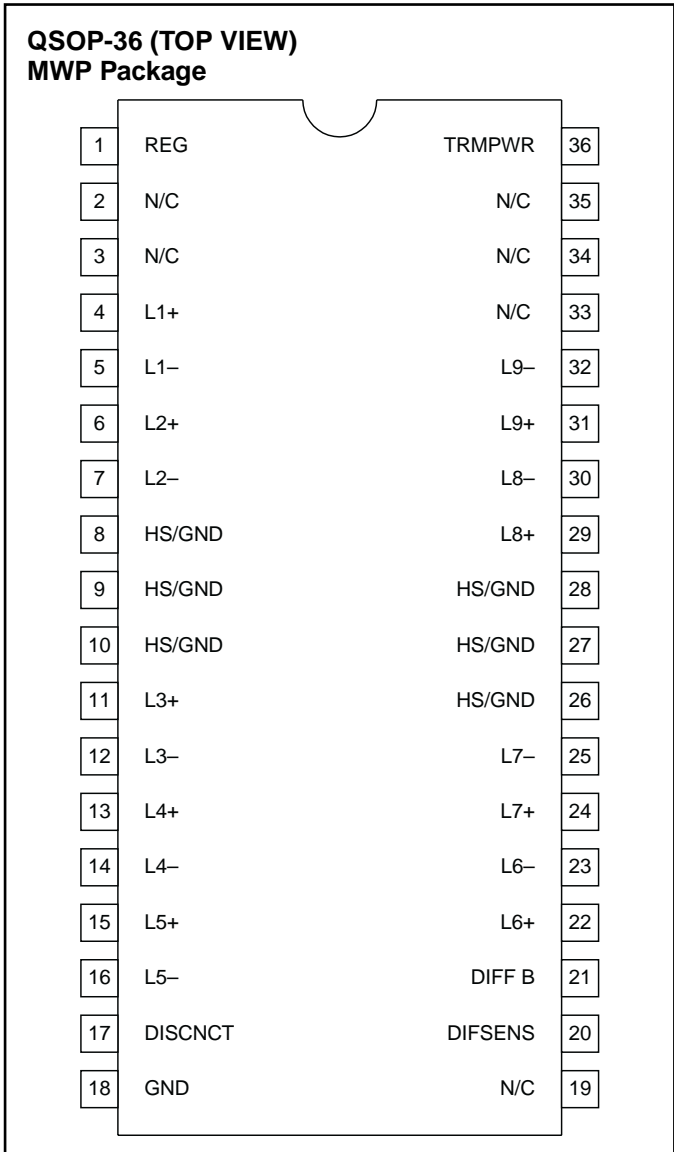 QSOP-36 (TOP VIEW)
MWP Package
1 REG TRMPWR 36
2 N/C N/C 35
3 N/C N/C 34
4 L1+ N/C 33
5 L1– L9– 32
6 L2+ L9+ 31
7 L2– L8– 30
8 HS/GND L8+ 29
9 HS/GND HS/GND 28
10 HS/GND HS/GND 27
11 L3+ HS/GND 26
12 L3– L7– 25
13 L4+ L7+ 24
14 L4– L6– 23
15 L5+ L6+ 22
16 L5– DIFF B 21
17 DISCNCT DIFSENS 20
18 GND N/C 19